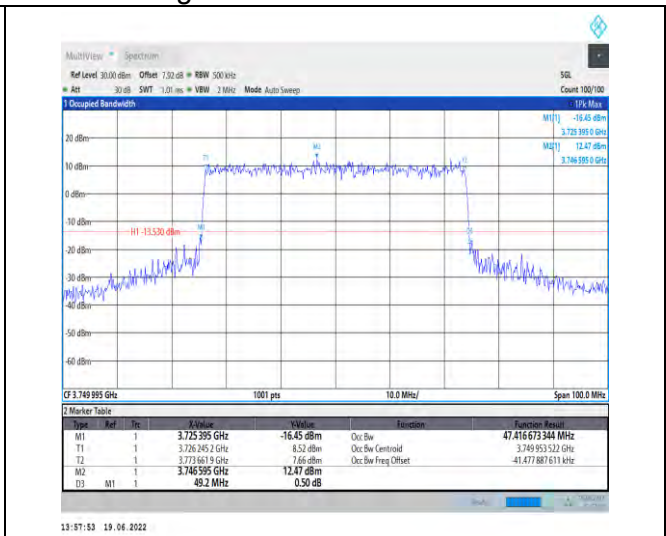 MultiView Spectrum
Ref Level 30.00 dBm Offset 7.92 dB RBW 500 kHz SGL
Att 30 dB SWT 1.01 ms VBW 2 MHz Mode Auto Sweep Count 100/100
1 Occupied Bandwidth 1Pk Max
M1[1] -16.45 dBm
3.725 395 0 GHz
M2[1] 12.47 dBm
3.746 595 0 GHz
20 dBm
10 dBm
0 dBm
-10 dBm
H1 -13.530 dBm
-20 dBm
-30 dBm
-40 dBm
-50 dBm
-60 dBm
T1
M2
T2
CF 3.749 995 GHz 1001 pts 10.0 MHz/ Span 100.0 MHz
2 Marker Table
Type Ref Trc X-Value Y-Value Function Function Result
M1 1 3.725 395 GHz -16.45 dBm Occ Bw 47.416 673 344 MHz
T1 1 3.726 245 2 GHz 8.52 dBm Occ Bw Centroid 3.749 953 522 GHz
T2 1 3.773 661 9 GHz 7.66 dBm Occ Bw Freq Offset -41.477 887 611 kHz
M2 1 3.746 595 GHz 12.47 dBm
D3 M1 1 49.2 MHz 0.50 dB
13:57:53 19.06.2022